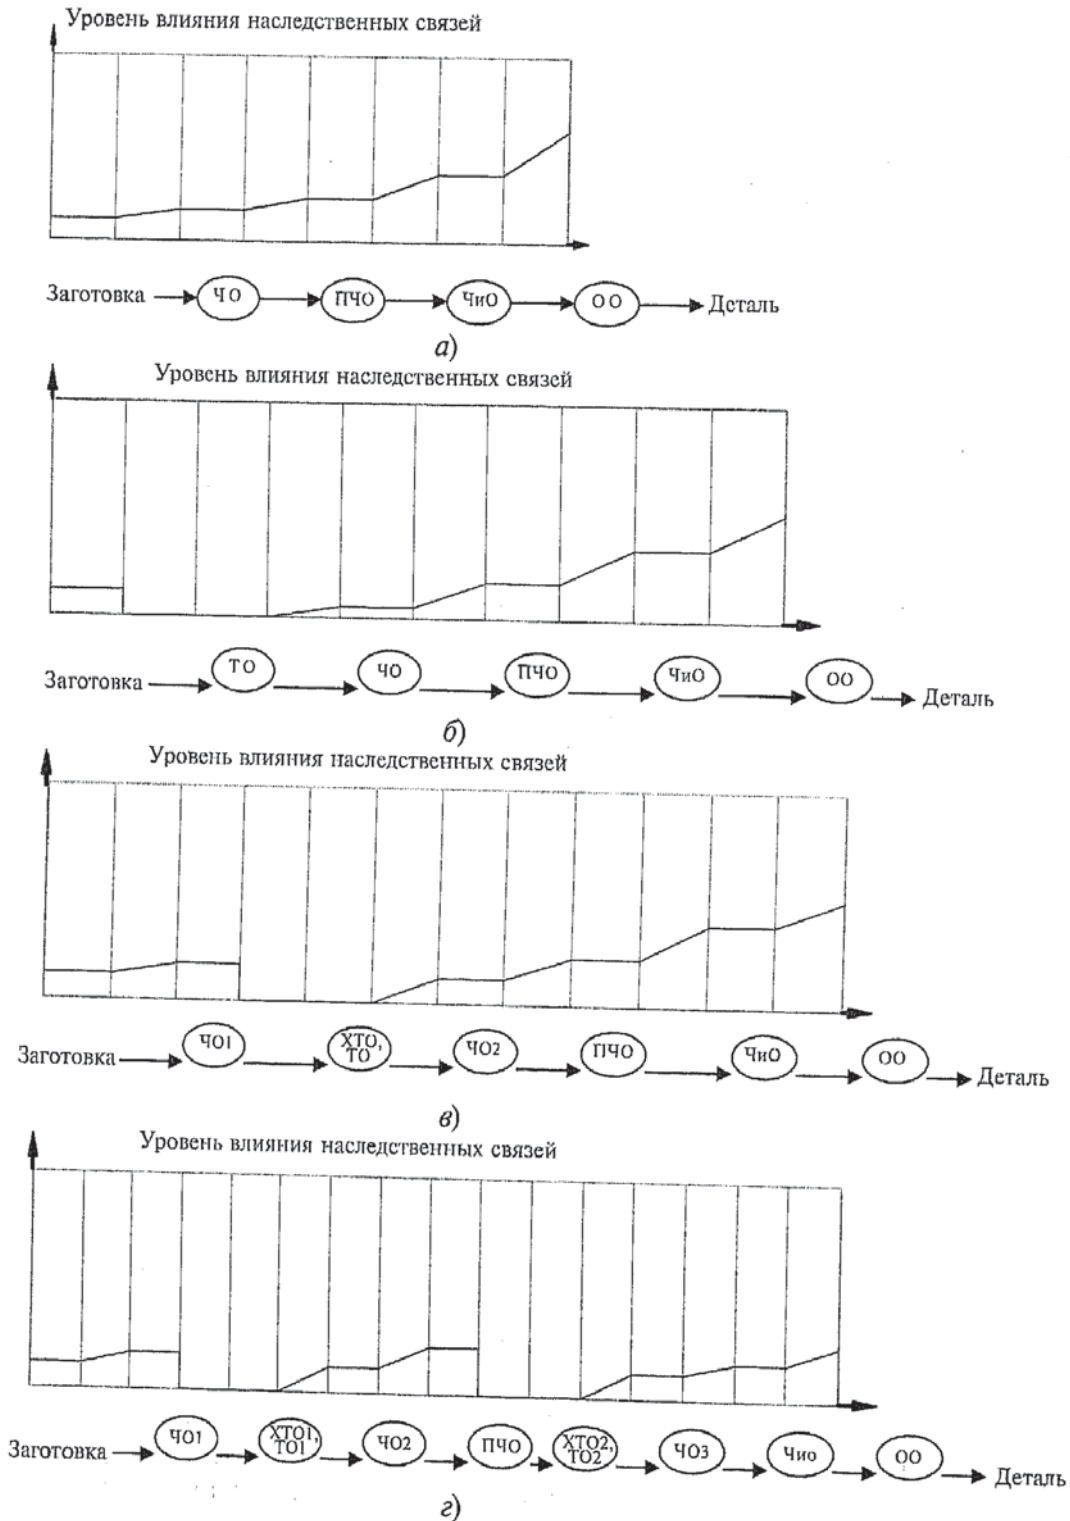 Уровень влияния наследственных связей
Заготовка ЧО ПЧО ЧиО ОО Деталь
а)
Уровень влияния наследственных связей
Заготовка ТО ЧО ПЧО ЧиО ОО Деталь
б)
Уровень влияния наследственных связей
Заготовка ЧО1 ХТО, ТО ЧО2 ПЧО ЧиО ОО Деталь
в)
Уровень влияния наследственных связей
Заготовка ЧО1 ХТО1, ТО1 ЧО2 ПЧО ХТО2, ТО2 ЧО3 Чио ОО Деталь
г)